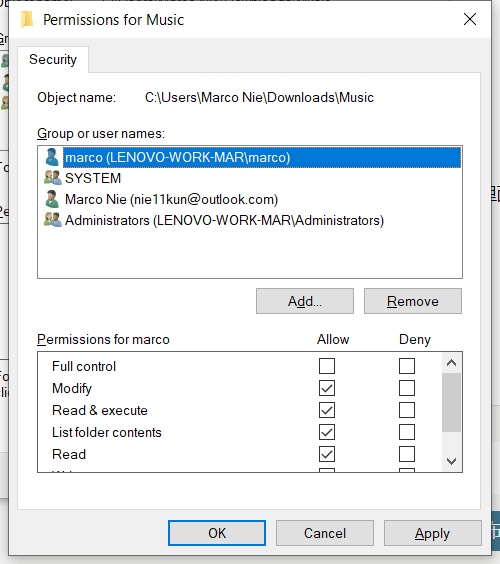 Permissions for Music
Security
Object name: C:\Users\Marco Nie\Downloads\Music
Group or user names:
marco (LENOVO-WORK-MAR\marco)
SYSTEM
Marco Nie (nie11kun@outlook.com)
Administrators (LENOVO-WORK-MAR\Administrators)
Add...
Remove
Permissions for marco Allow Deny
Full control
Modify
Read & execute
List folder contents
Read
OK
Cancel
Apply